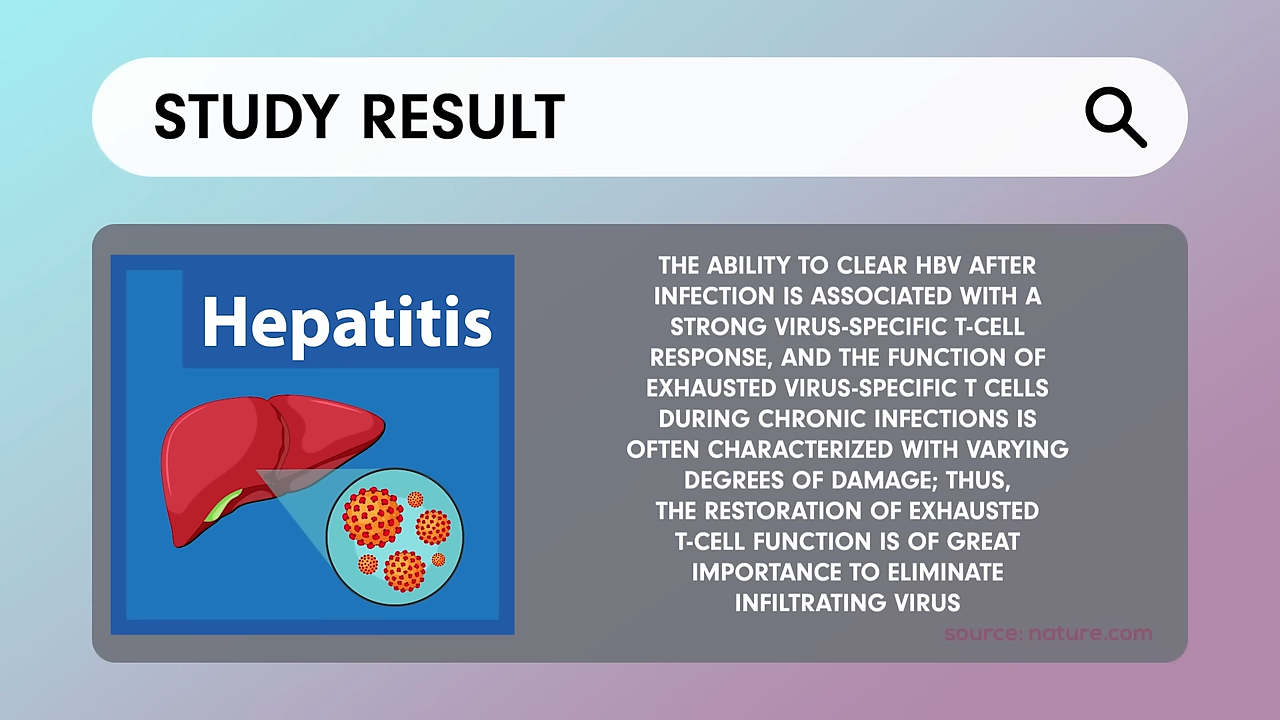 STUDY RESULT
Hepatitis
THE ABILITY TO CLEAR HBV AFTER
INFECTION IS ASSOCIATED WITH A
STRONG VIRUS-SPECIFIC T-CELL
RESPONSE, AND THE FUNCTION OF
EXHAUSTED VIRUS-SPECIFIC T CELLS
DURING CHRONIC INFECTIONS IS
OFTEN CHARACTERIZED WITH VARYING
DEGREES OF DAMAGE; THUS,
THE RESTORATION OF EXHAUSTED
T-CELL FUNCTION IS OF GREAT
IMPORTANCE TO ELIMINATE
INFILTRATING VIRUS
source: nature.com